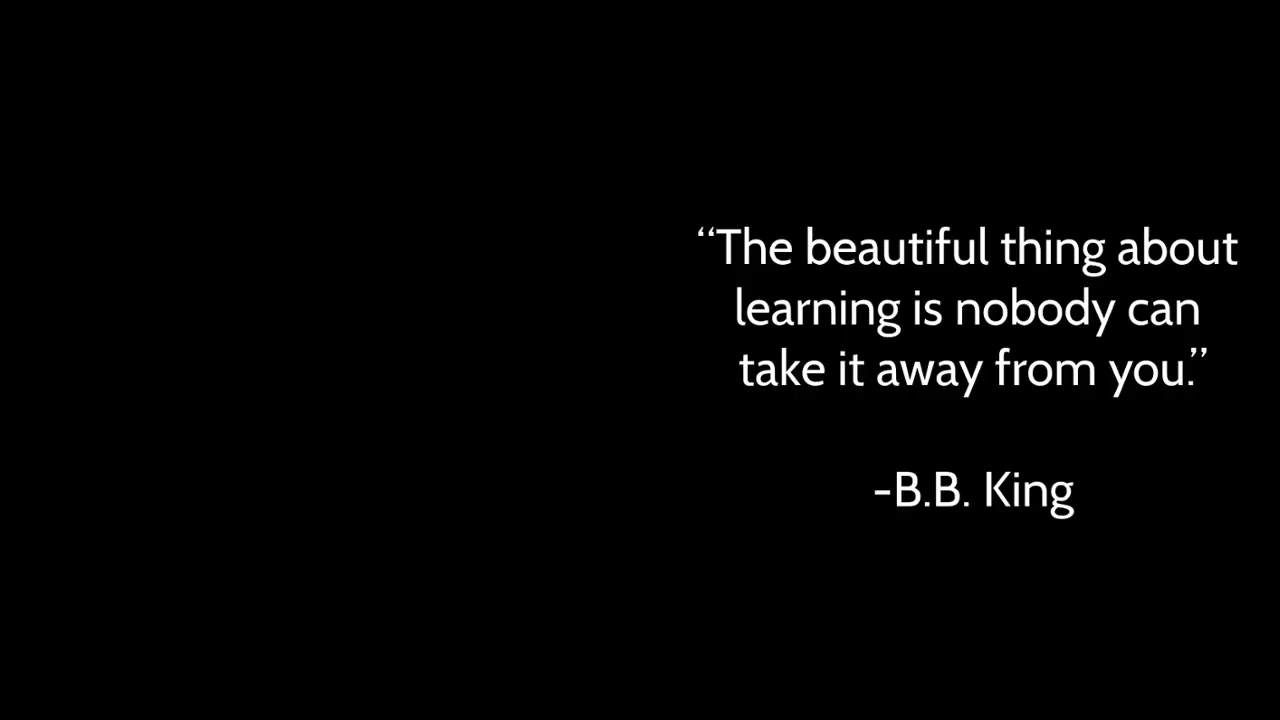 “The beautiful thing about
learning is nobody can
take it away from you.”
-B.B. King